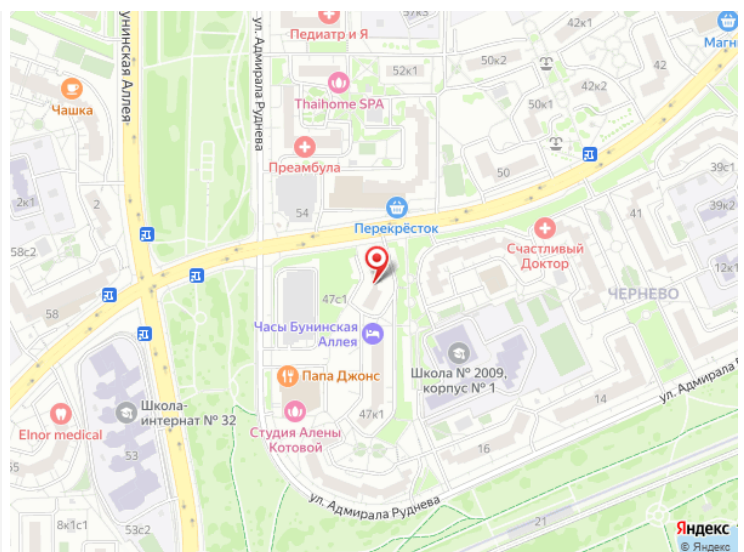 57к3
42к1
Педиатр и Я
Магн
50к2
42
52к1
42к2
Thaihome SPA
50к1
Чашка
унинская Аллея
ул. Адмирала Руднева
Преамбула
39с1
50
2к1
2
54
39к2
Перекрёсток
41
Счастливый
Доктор
58с2
12к1
58
47с1
ЧЕРНЕВО
Часы Бунинская
Аллея
Школа № 2009,
корпус № 1
Папа Джонс
Школа-
интернат № 32
Elnor medical
14
ул. Адмирала Р
47к1
Студия Алены
Котовой
16
53
55
ул. Адмирала Руднева
21
8к1с1
53с2
Яндекс
© Яндекс